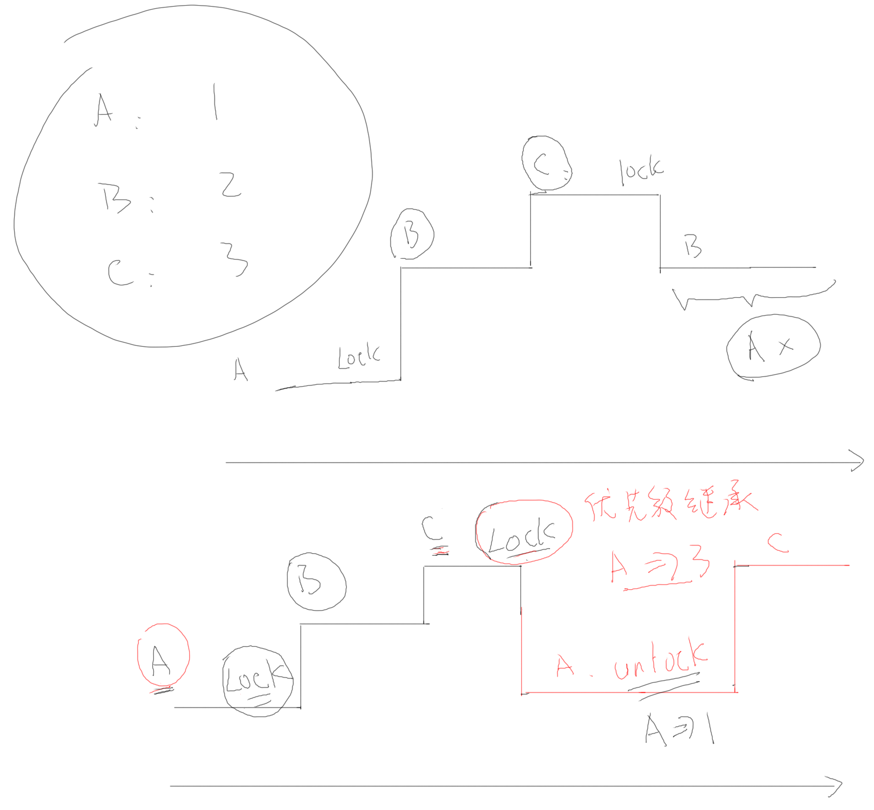 A: 1
B: 2
C: 3
C:
lock
B
B
A
Lock
A ×
C
Lock
优先级继承
A => 3
C
B
A
Lock
A. unlock
A => 1